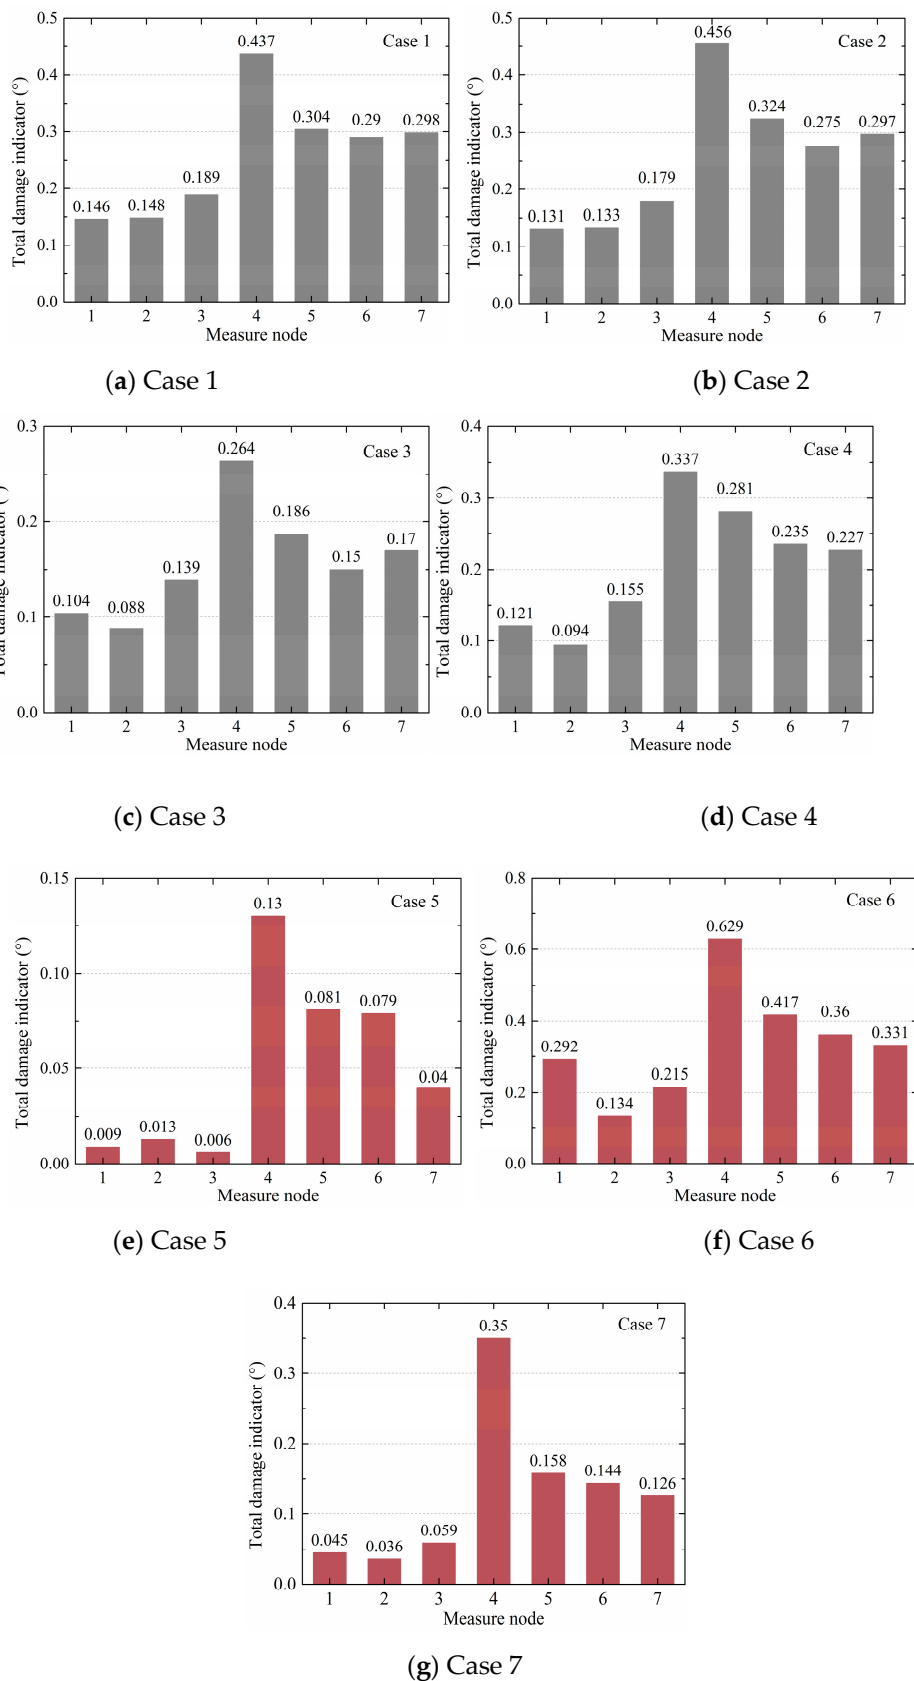 0.5
0.4
0.3
0.2
0.1
0.0
Total damage indicator (°)
Case 1
0.146
0.148
0.189
0.437
0.304
0.29
0.298
1 2 3 4 5 6 7
Measure node
(a) Case 1
0.5
0.4
0.3
0.2
0.1
0.0
Total damage indicator (°)
Case 2
0.131
0.133
0.179
0.456
0.324
0.275
0.297
1 2 3 4 5 6 7
Measure node
(b) Case 2
0.3
0.2
0.1
0.0
Total damage indicator (°)
Case 3
0.104
0.088
0.139
0.264
0.186
0.15
0.17
1 2 3 4 5 6 7
Measure node
(c) Case 3
0.4
0.3
0.2
0.1
0.0
Total damage indicator (°)
Case 4
0.121
0.094
0.155
0.337
0.281
0.235
0.227
1 2 3 4 5 6 7
Measure node
(d) Case 4
0.15
0.10
0.05
0.00
Total damage indicator (°)
Case 5
0.009
0.013
0.006
0.13
0.081
0.079
0.04
1 2 3 4 5 6 7
Measure node
(e) Case 5
0.8
0.6
0.4
0.2
0.0
Total damage indicator (°)
Case 6
0.292
0.134
0.215
0.629
0.417
0.36
0.331
1 2 3 4 5 6 7
Measure node
(f) Case 6
0.4
0.3
0.2
0.1
0.0
Total damage indicator (°)
Case 7
0.045
0.036
0.059
0.35
0.158
0.144
0.126
1 2 3 4 5 6 7
Measure node
(g) Case 7